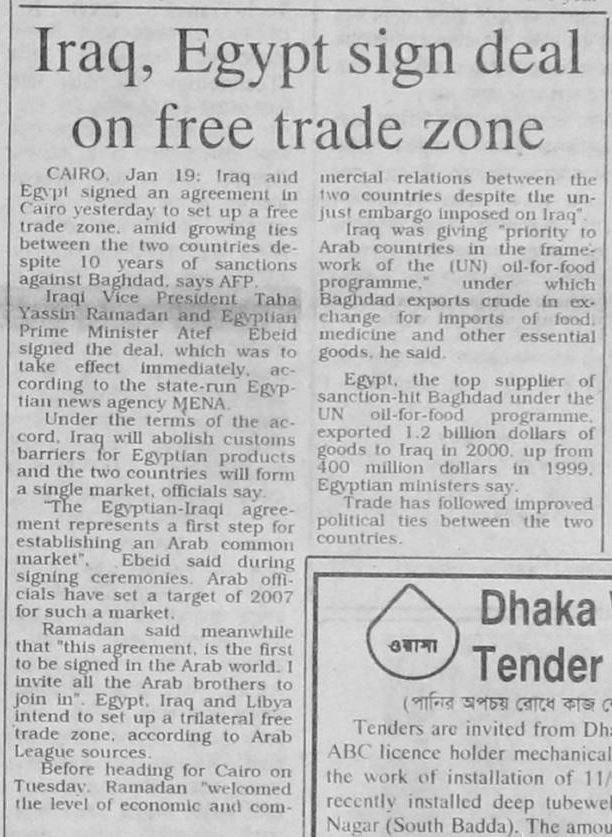 Iraq, Egypt sign deal
on free trade zone
CAIRO, Jan 19: Iraq and
Egypt signed an agreement in
Cairo yesterday to set up a free
trade zone, amid growing ties
between the two countries de-
spite 10 years of sanctions
against Baghdad, says AFP.
Iraqi Vice President Taha
Yassin Ramadan and Egyptian
Prime Minister Atef Ebeid
signed the deal, which was to
take effect immediately, ac-
cording to the state-run Egyp-
tian news agency MENA.
Under the terms of the ac-
cord, Iraq will abolish customs
barriers for Egyptian products
and the two countries will form
a single market, officials say.
"The Egyptian-Iraqi agree-
ment represents a first step for
establishing an Arab common
market", Ebeid said during
signing ceremonies. Arab offi-
cials have set a target of 2007
for such a market.
Ramadan said meanwhile
that "this agreement, is the first
to be signed in the Arab world. I
invite all the Arab brothers to
join in". Egypt, Iraq and Libya
intend to set up a trilateral free
trade zone, according to Arab
League sources.
Before heading for Cairo on
Tuesday, Ramadan "welcomed
the level of economic and com-
mercial relations between the
two countries despite the un-
just embargo imposed on Iraq".
Iraq was giving "priority to
Arab countries in the frame-
work of the (UN) oil-for-food
programme," under which
Baghdad exports crude in ex-
change for imports of food,
medicine and other essential
goods, he said.
Egypt, the top supplier of
sanction-hit Baghdad under the
UN oil-for-food programme,
exported 1.2 billion dollars of
goods to Iraq in 2000, up from
400 million dollars in 1999,
Egyptian ministers say.
Trade has followed improved
political ties between the two
countries.
ওয়াসা
Dhaka
Tender
(পানির অপচয় রোধে কাজ
Tenders are invited from Dha
ABC licence holder mechanical
the work of installation of 11/
recently installed deep tubewel
Nagar (South Badda). The amou